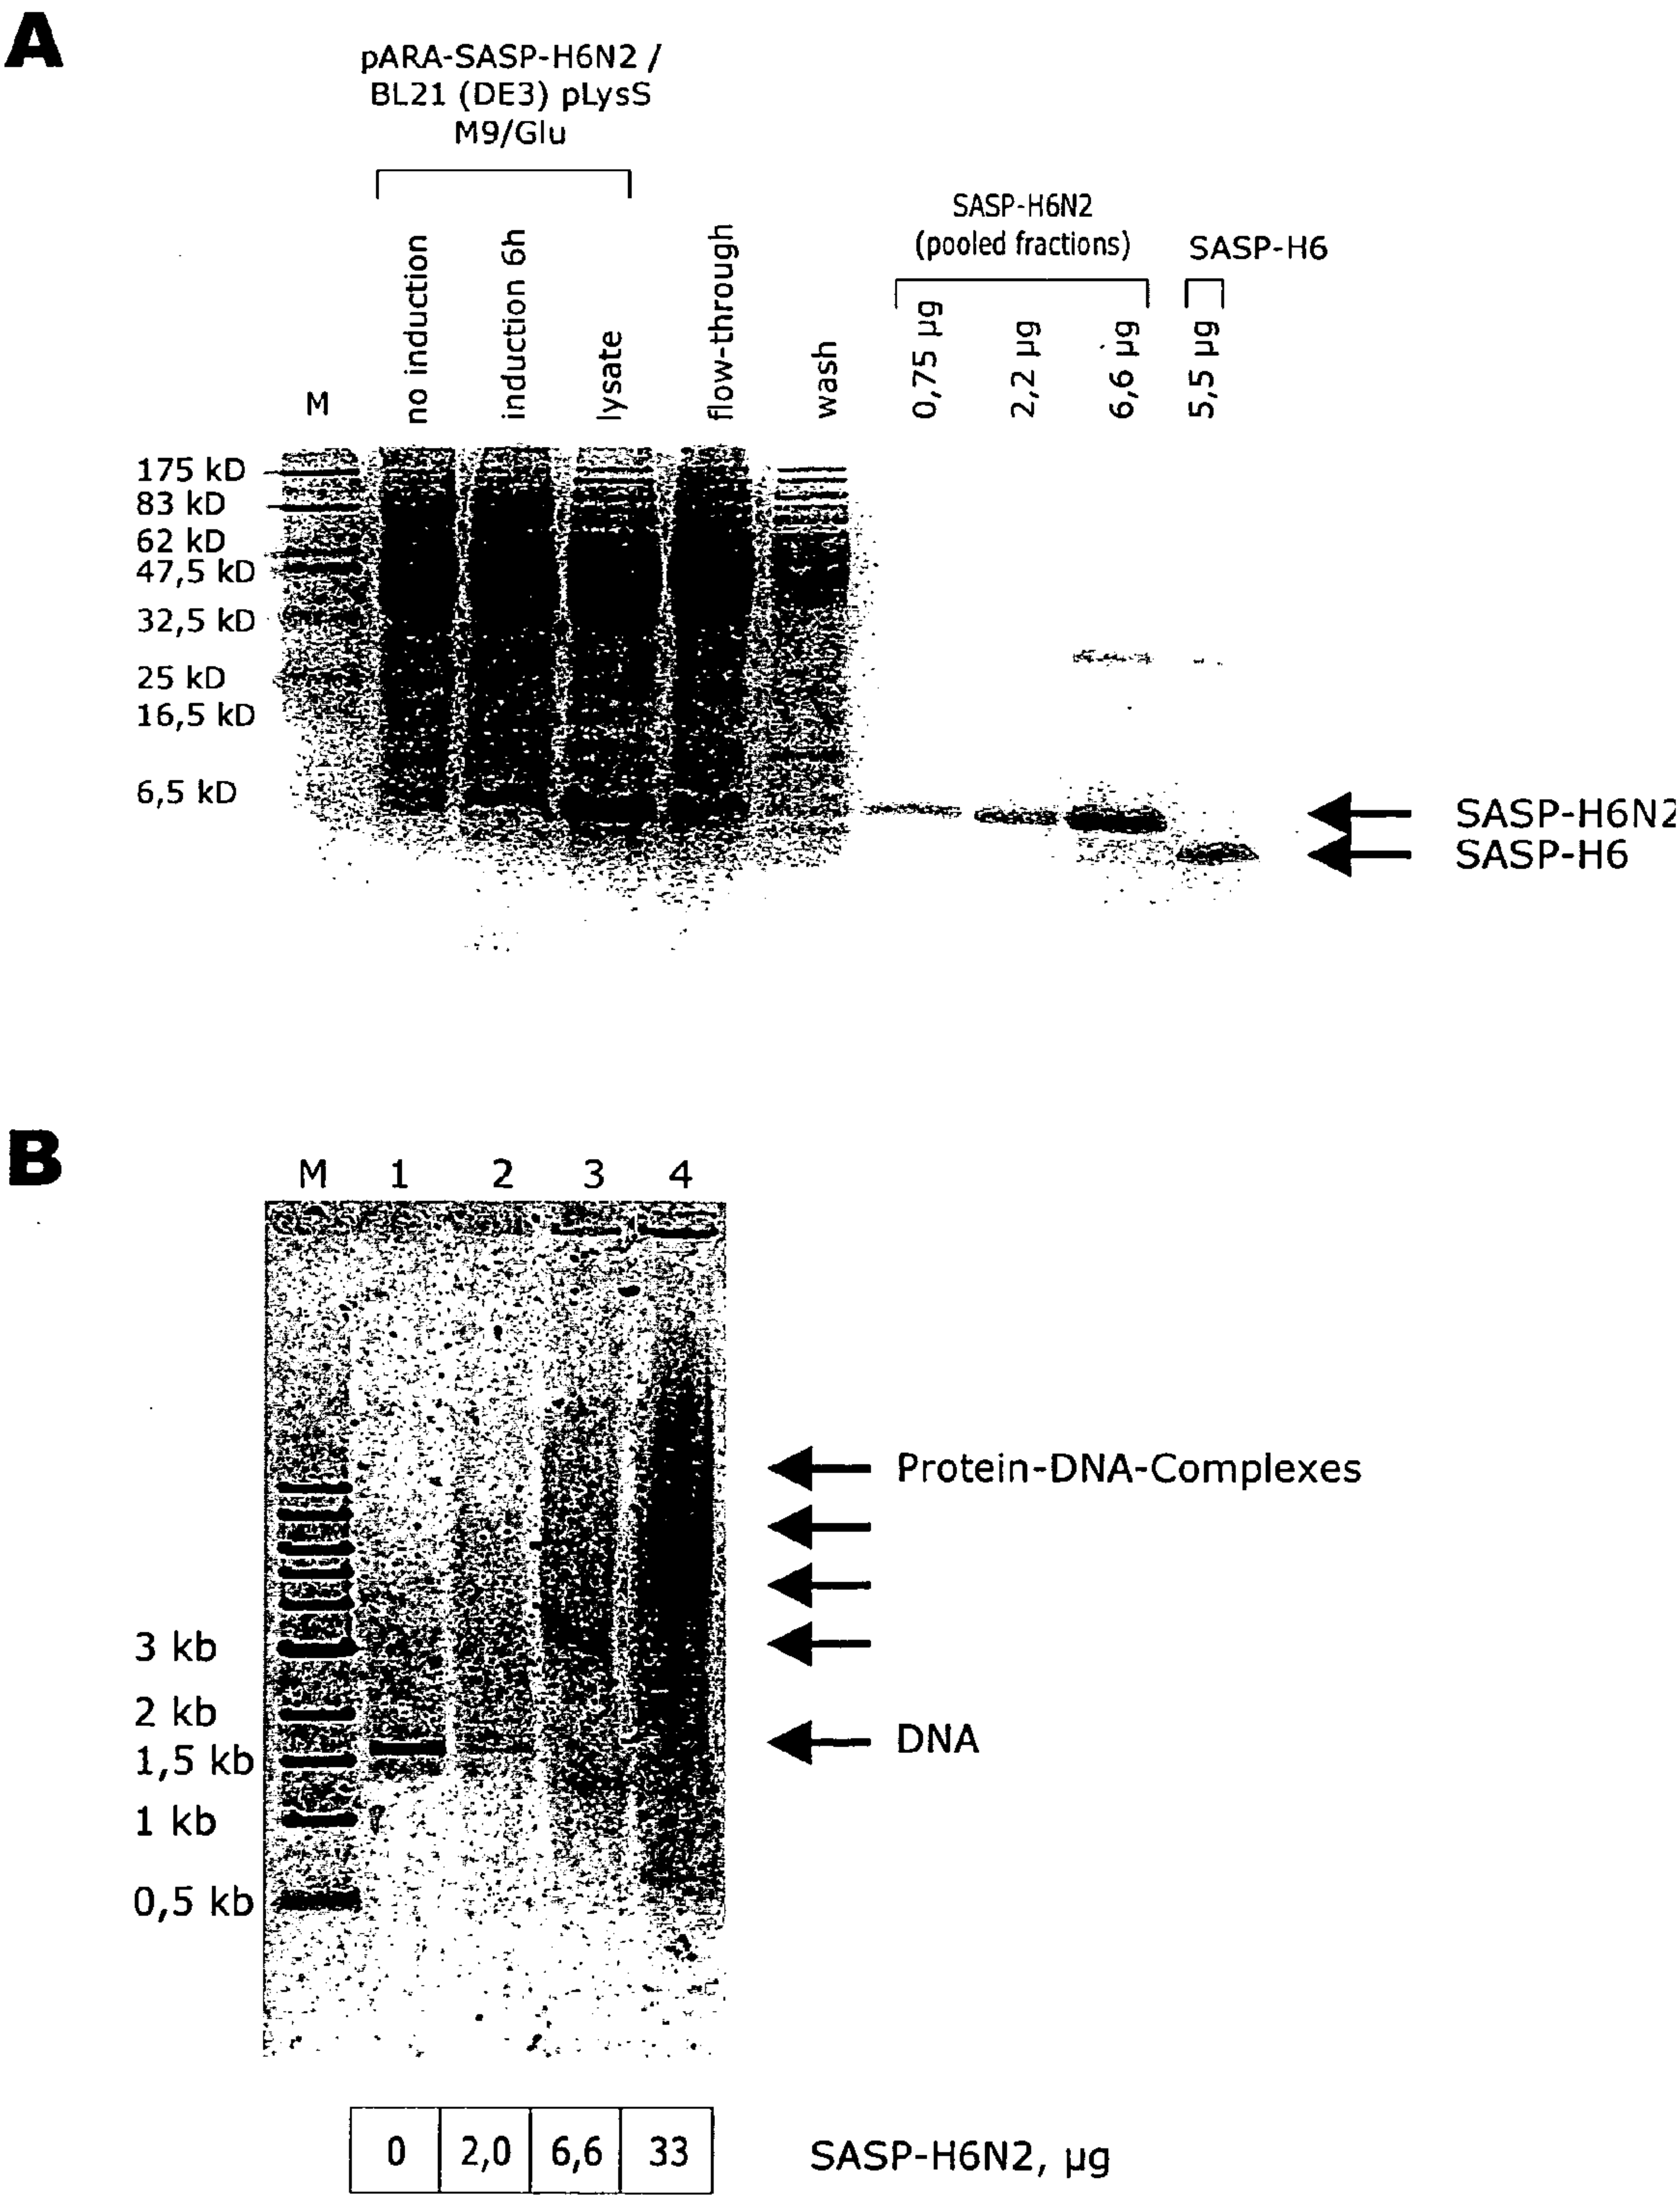 A
pARA-SASP-H6N2 /
BL21 (DE3) pLysS
M9/Glu
SASP-H6N2
(pooled fractions)
SASP-H6
M
no induction
induction 6h
lysate
flow-through
wash
0,75 µg
2,2 µg
6,6 µg
5,5 µg
175 kD
83 kD
62 kD
47,5 kD
32,5 kD
25 kD
16,5 kD
6,5 kD
SASP-H6N2
SASP-H6
B
M 1 2 3 4
Protein-DNA-Complexes
3 kb
2 kb
DNA
1,5 kb
1 kb
0,5 kb
0 2,0 6,6 33
SASP-H6N2, µg